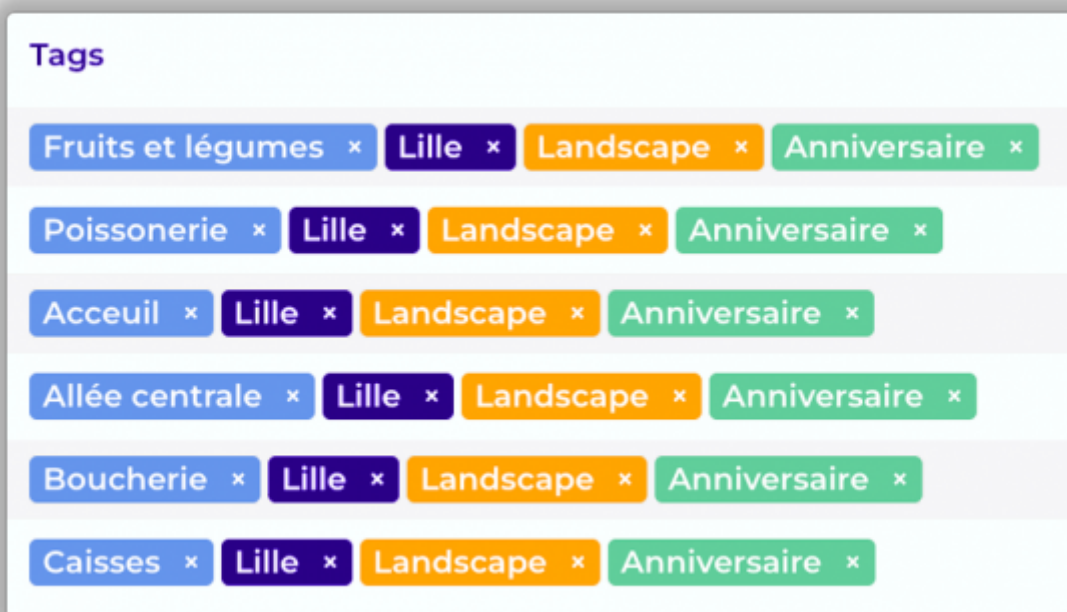 Tags
Fruits et légumes × Lille × Landscape × Anniversaire ×
Poissonerie × Lille × Landscape × Anniversaire ×
Acceuil × Lille × Landscape × Anniversaire ×
Allée centrale × Lille × Landscape × Anniversaire ×
Boucherie × Lille × Landscape × Anniversaire ×
Caisses × Lille × Landscape × Anniversaire ×